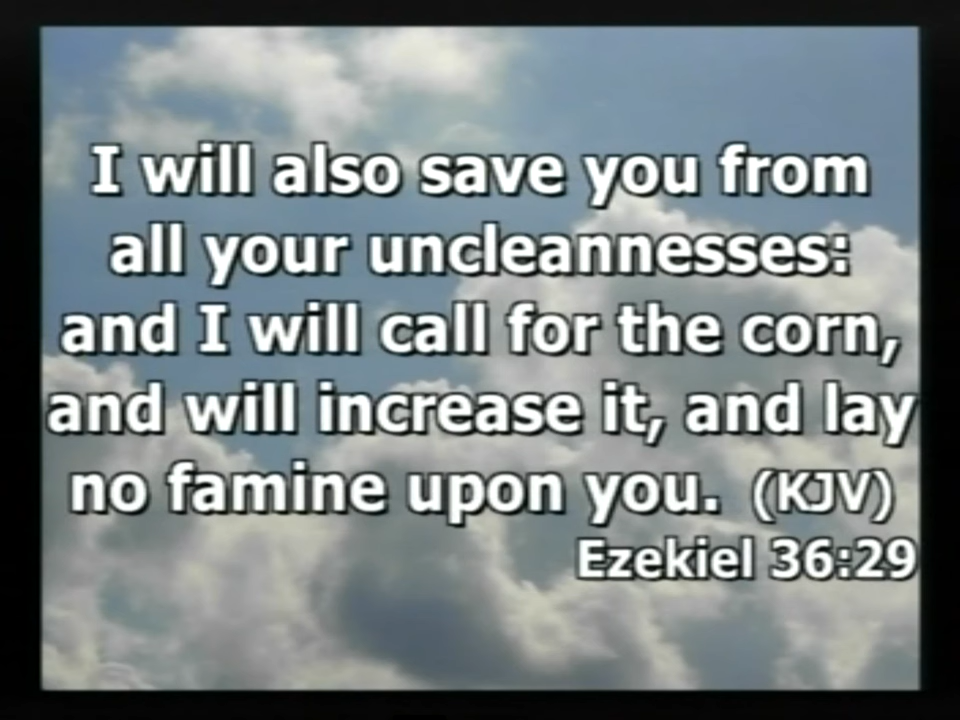 I will also save you from
all your uncleannesses:
and I will call for the corn,
and will increase it, and lay
no famine upon you. (KJV)
Ezekiel 36:29